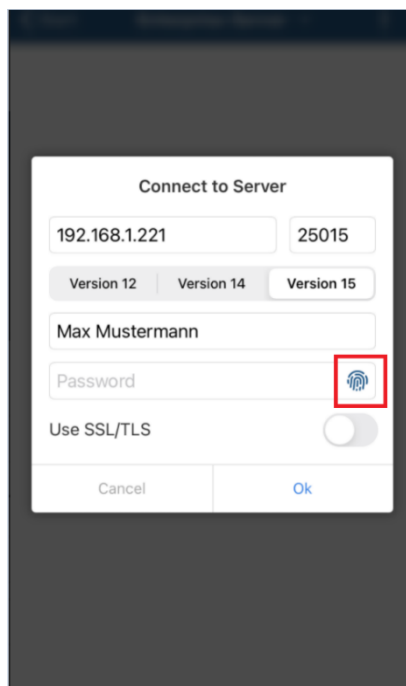 Connect to Server
192.168.1.221 25015
Version 12 Version 14 Version 15
Max Mustermann
Password
Use SSL/TLS
Cancel Ok